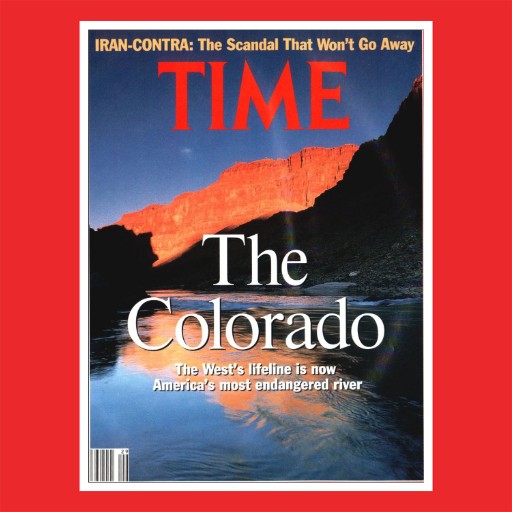 IRAN-CONTRA: The Scandal That Won't Go Away
TIME
The
Colorado
The West's lifeline is now
America's most endangered river